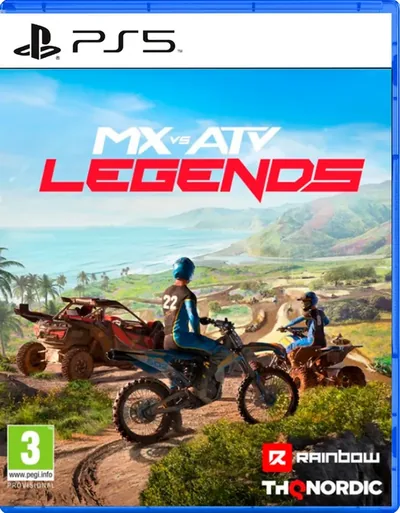 PS5
MX vs ATV
LEGENDS
22
3
www.pegi.info
PROVISIONAL
RAINBOW
THQ NORDIC